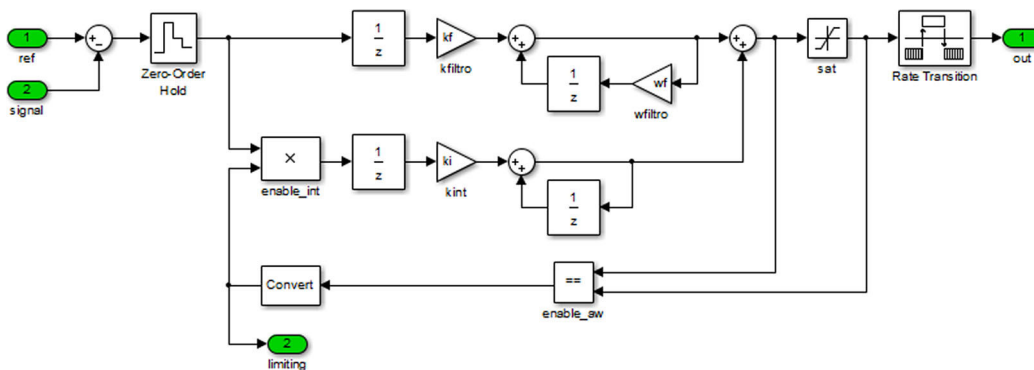 1
ref
2
signal
+
-
Zero-Order
Hold
1
z
kf
kfiltro
+
+
1
z
wf
wfiltro
+
+
sat
Rate Transition
1
out
×
enable_int
1
z
ki
kint
+
+
1
z
Convert
==
enable_aw
2
limiting